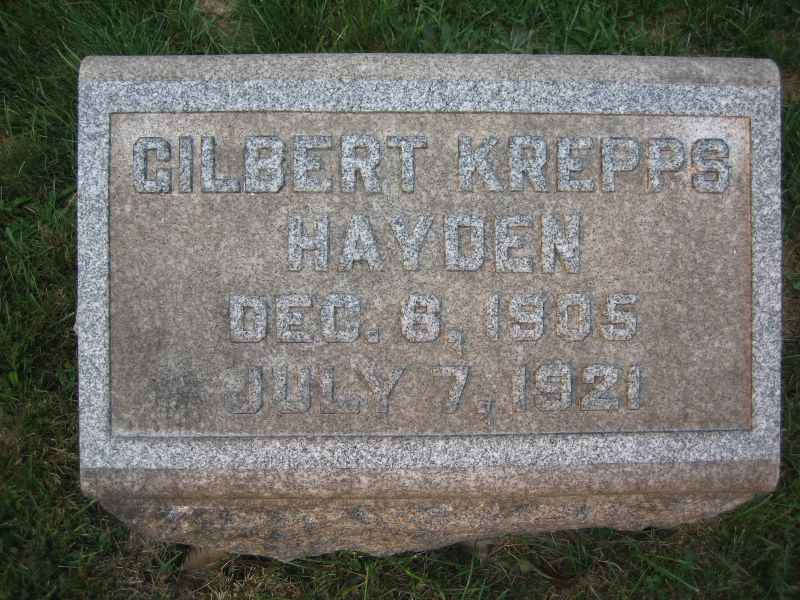 GILBERT KREPPS
HAYDEN
DEC. 8, 1905
JULY 7, 1921